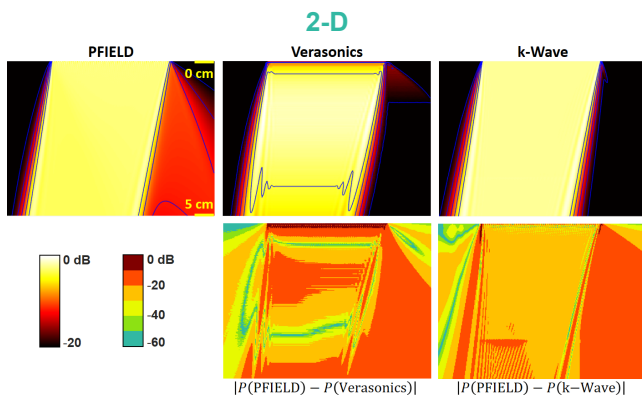 2-D
PFIELD
Verasonics
k-Wave
0 cm
5 cm
0 dB
-20
0 dB
-20
-40
-60
|P(PFIELD) − P(Verasonics)|
|P(PFIELD) − P(k−Wave)|